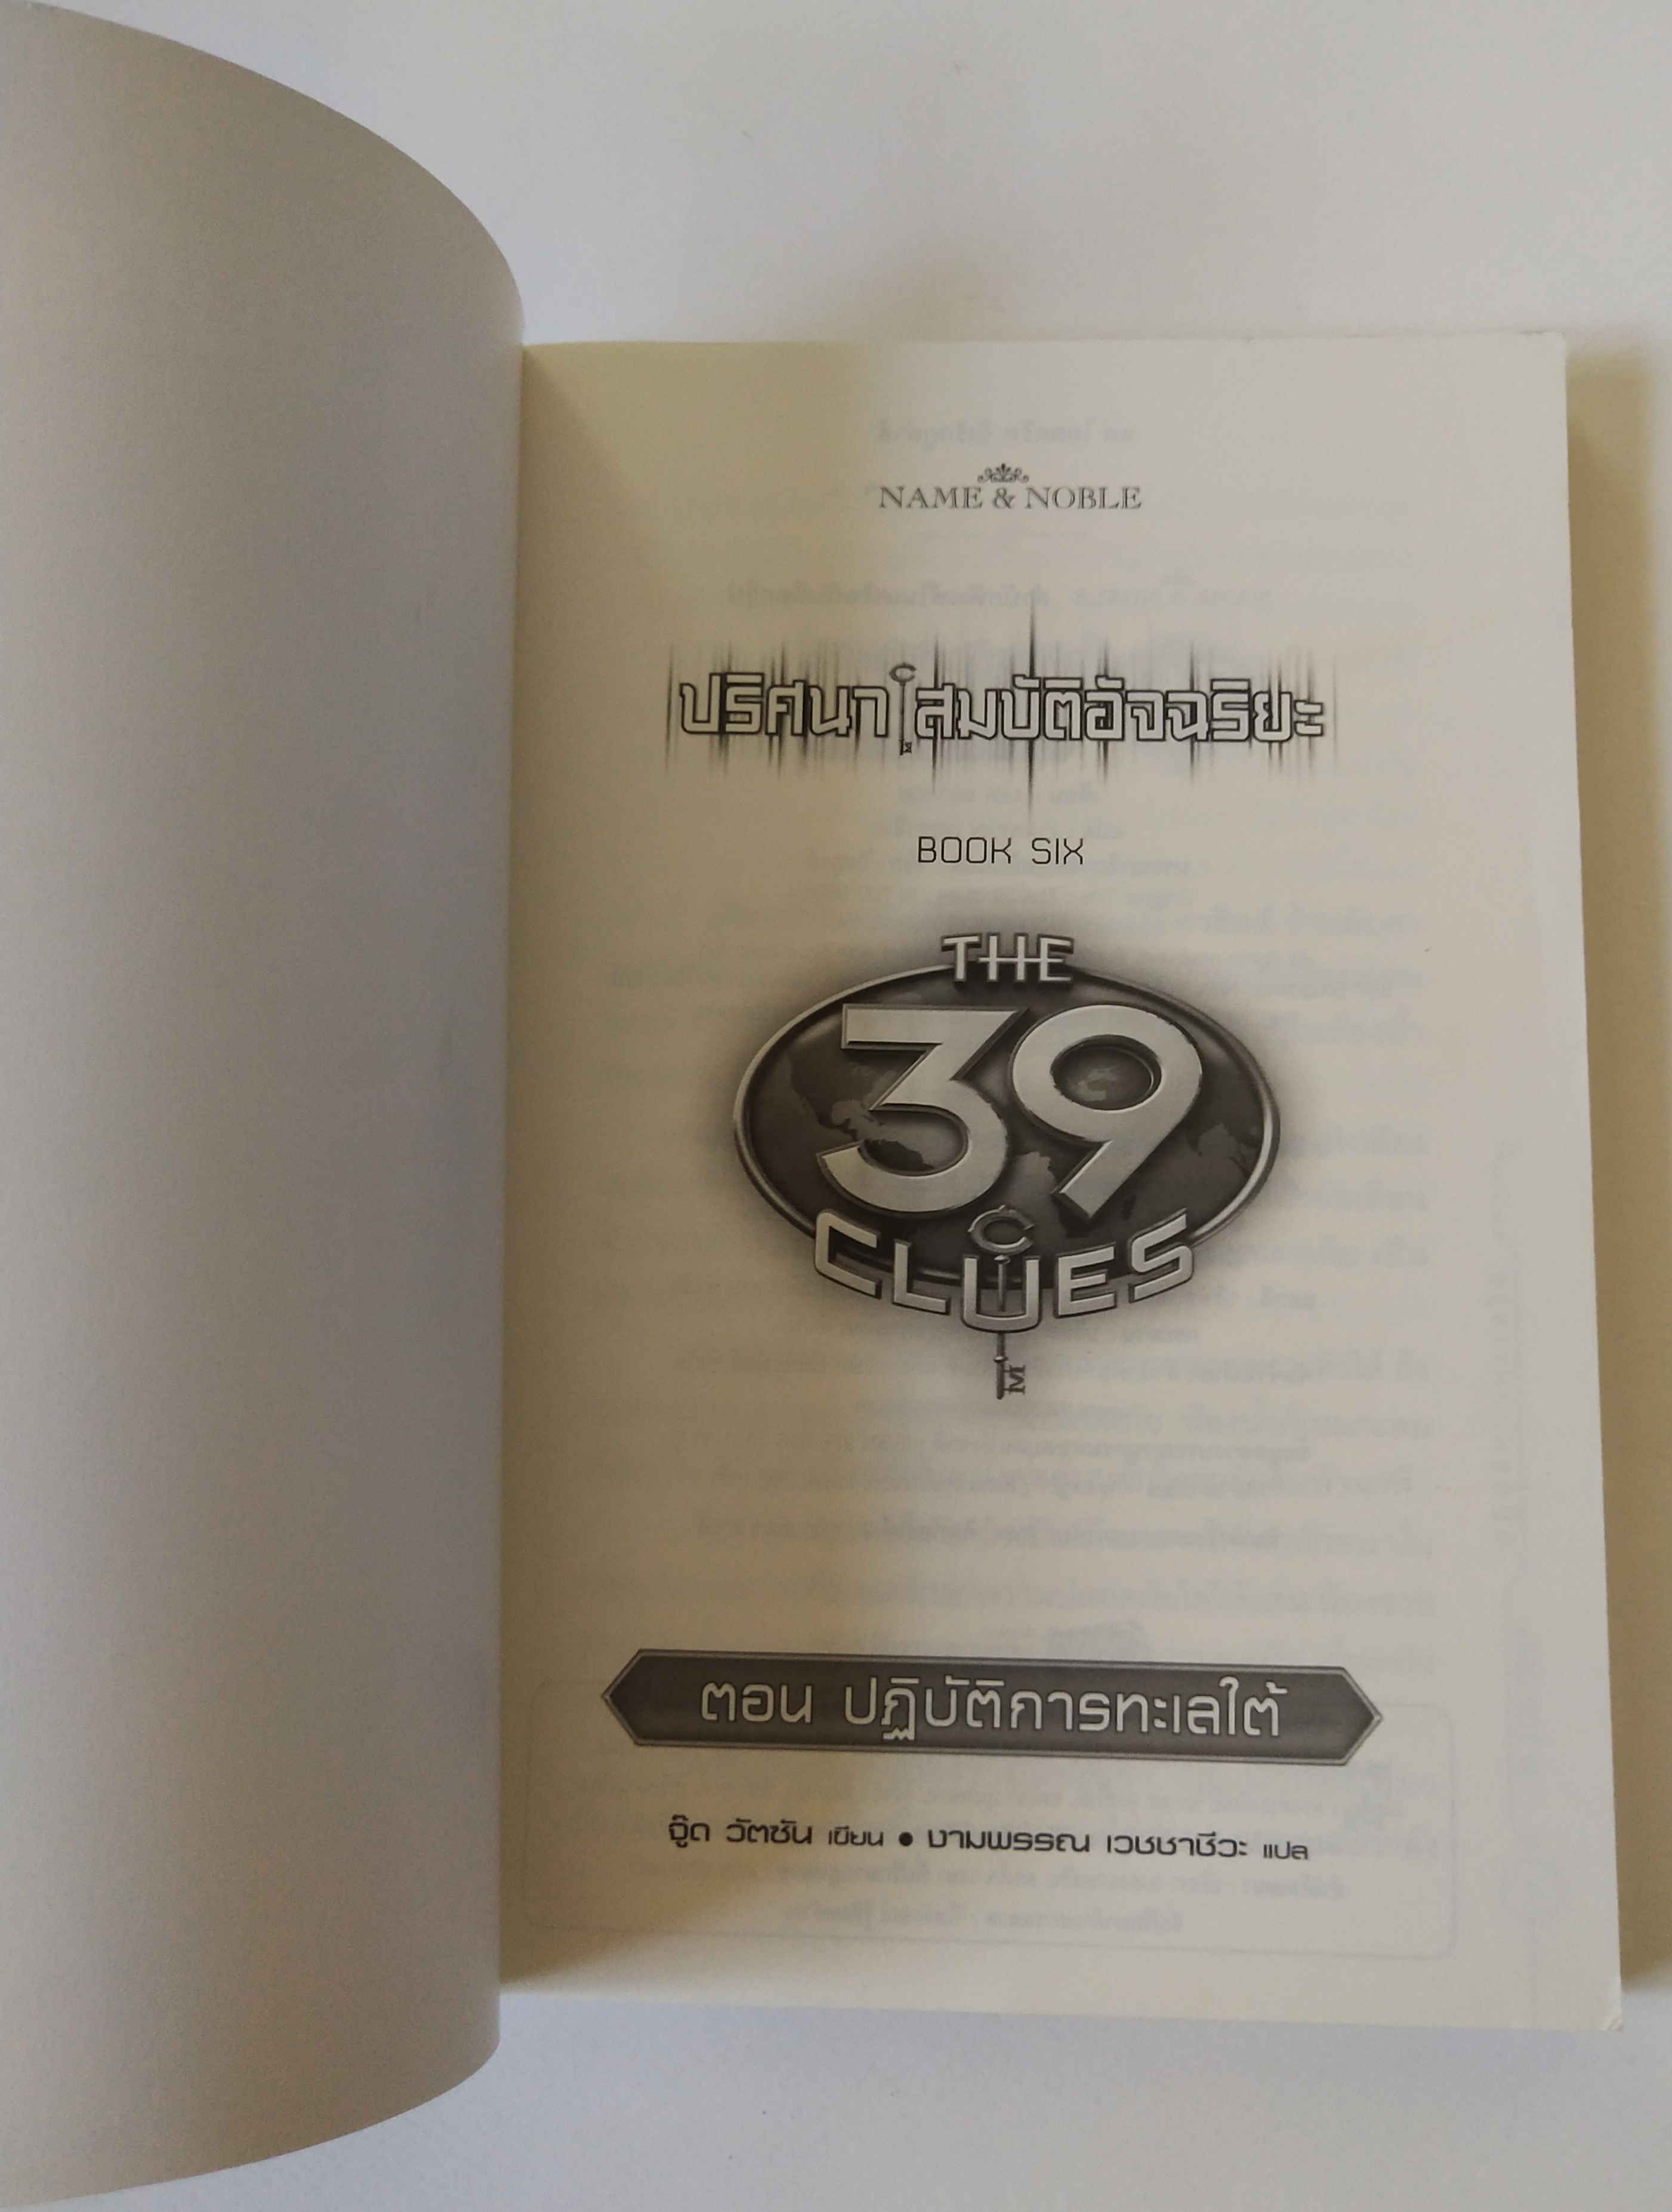 NAME & NOBLE
ปริศนาสมบัติอัจฉริยะ
BOOK SIX
THE
39
CLUES
ตอน ปฏิบัติการทะเลใต้
จู๊ด วัตซัน เขียน • งามพรรณ เวชชาชีวะ แปล